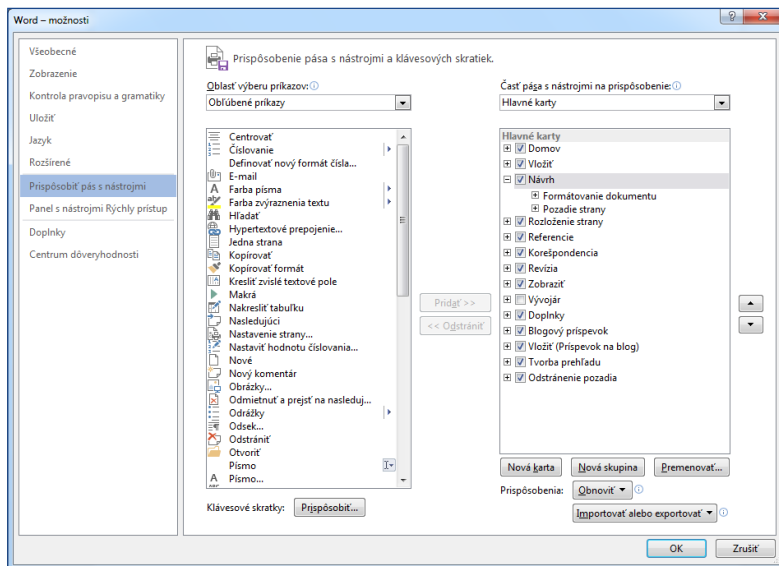 Word – možnosti
Všeobecné
Zobrazenie
Kontrola pravopisu a gramatiky
Uložiť
Jazyk
Rozšírené
Prispôsobiť pás s nástrojmi
Panel s nástrojmi Rýchly prístup
Doplnky
Centrum dôveryhodnosti
Prispôsobenie pása s nástrojmi a klávesových skratiek.
Oblasť výberu príkazov:
Obľúbené príkazy
Centrovať
Číslovanie
Definovať nový formát čísla...
E-mail
Farba písma
Farba zvýraznenia textu
Hľadať
Hypertextové prepojenie...
Jedna strana
Kopírovať
Kopírovať formát
Kresliť zvislé textové pole
Makrá
Nakresliť tabuľku
Nasledujúci
Nastavenie strany...
Nastaviť hodnotu číslovania...
Nové
Nový komentár
Obrázky...
Odmietnuť a prejsť na nasleduj...
Odrážky
Odsek...
Odstrániť
Otvoriť
Písmo
Písmo...
Klávesové skratky:
Prispôsobiť...
Pridať >>
<< Odstrániť
Časť pása s nástrojmi na prispôsobenie:
Hlavné karty
Hlavné karty
Domov
Vložiť
Návrh
Formátovanie dokumentu
Pozadie strany
Rozloženie strany
Referencie
Korešpondencia
Revízia
Zobraziť
Vývojár
Doplnky
Blogový príspevok
Vložiť (Príspevok na blog)
Tvorba prehľadu
Odstránenie pozadia
Nová karta
Nová skupina
Premenovať...
Prispôsobenia:
Obnoviť
Importovať alebo exportovať
OK
Zrušiť